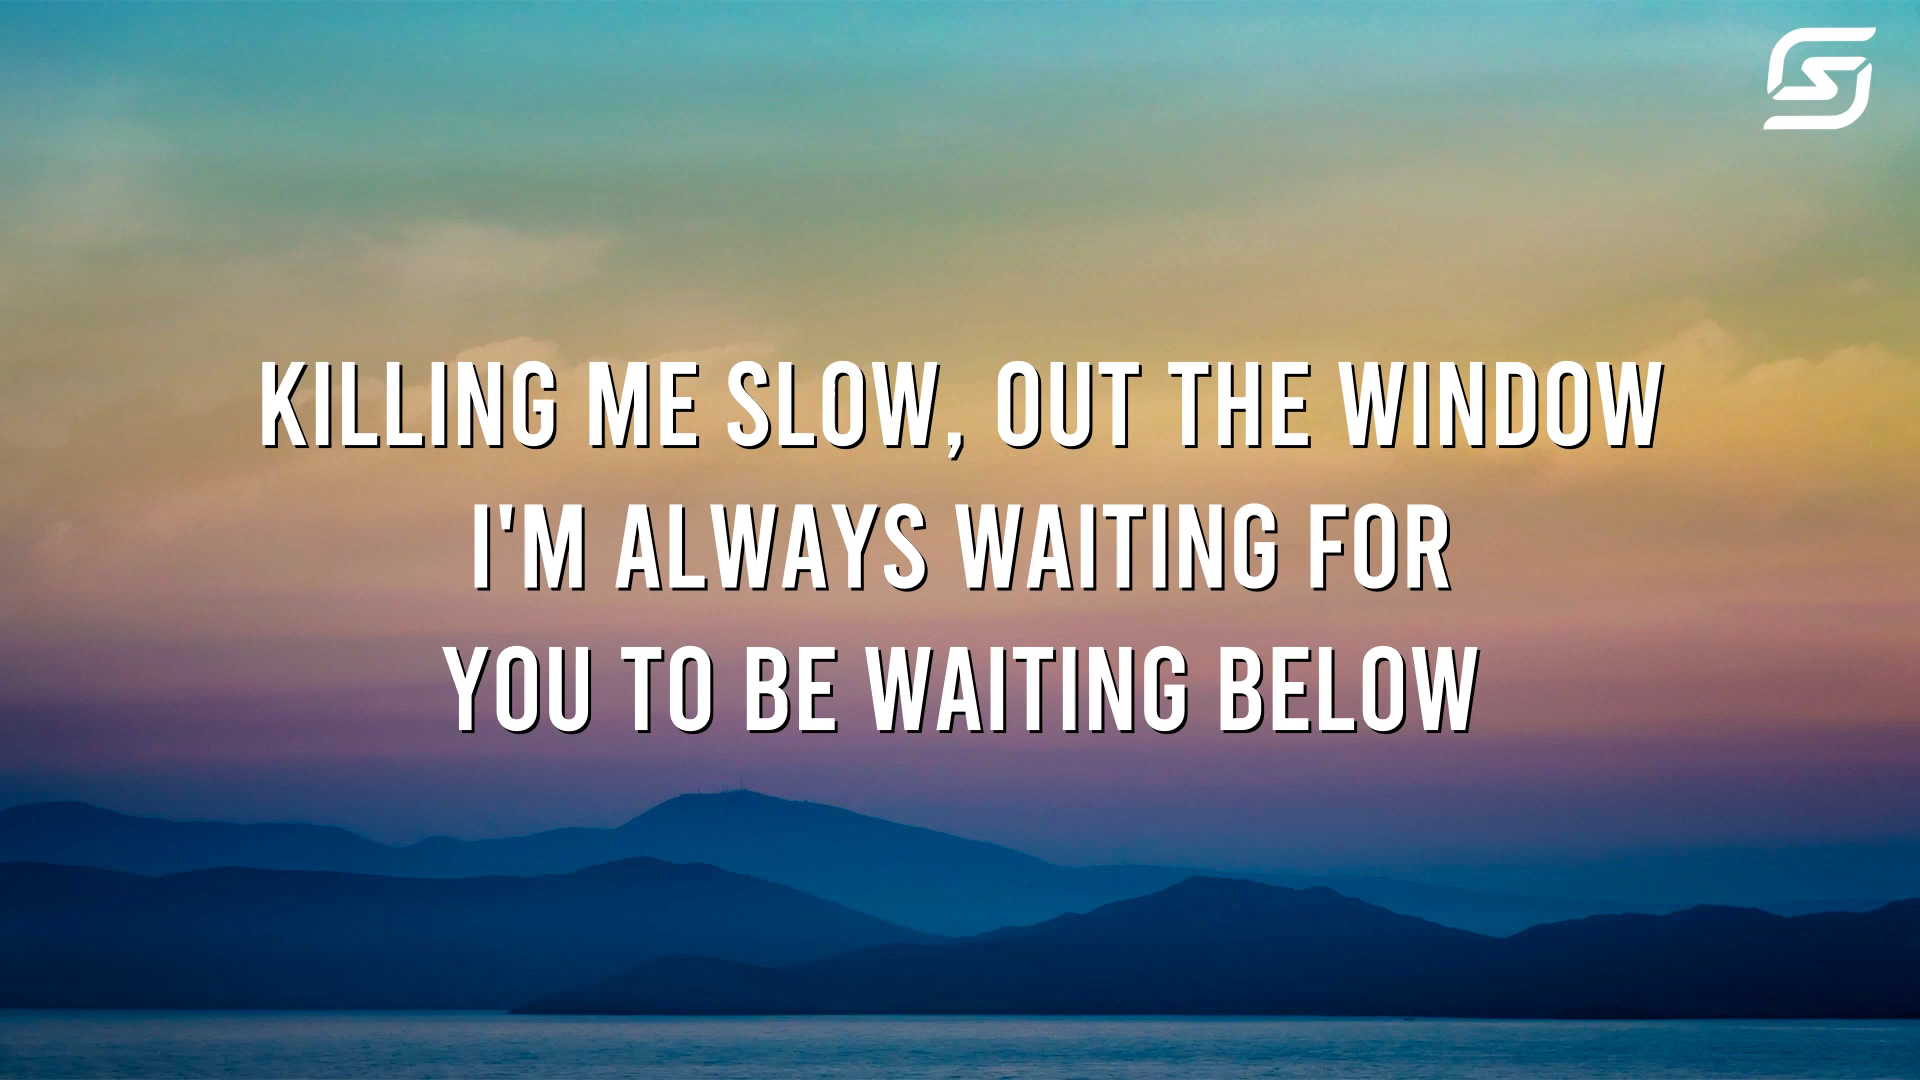 KILLING ME SLOW, OUT THE WINDOW
I'M ALWAYS WAITING FOR
YOU TO BE WAITING BELOW